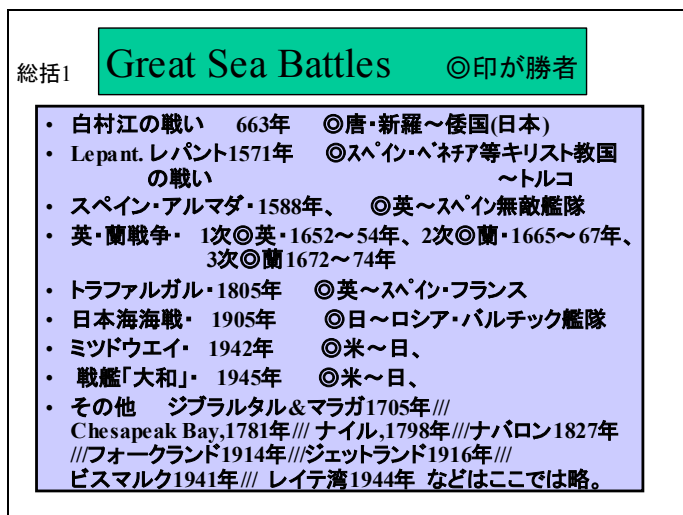 総括1
Great Sea Battles ◎印が勝者
・ 白村江の戦い 663年 ◎唐・新羅～倭国(日本)
・ Lepant. レパント1571年 ◎ｽﾍﾟｲﾝ・ﾍﾞﾈﾁｱ等キリスト教国
の戦い ～トルコ
・ スペイン・アルマダ・1588年、 ◎英～ｽﾍﾟｲﾝ無敵艦隊
・ 英・蘭戦争・ 1次◎英・1652～54年、2次◎蘭・1665～67年、
3次◎蘭1672～74年
・ トラファルガル・1805年 ◎英～ｽﾍﾟｲﾝ・フランス
・ 日本海海戦・ 1905年 ◎日～ロシア・バルチック艦隊
・ ミツドウエイ・ 1942年 ◎米～日、
・ 戦艦「大和」・ 1945年 ◎米～日、
・ その他 ジブラルタル&マラガ1705年///
Chesapeak Bay,1781年/// ナイル,1798年///ナバロン1827年
///フォークランド1914年///ジェットランド1916年///
ビスマルク1941年/// レイテ湾1944年 などはここでは略。